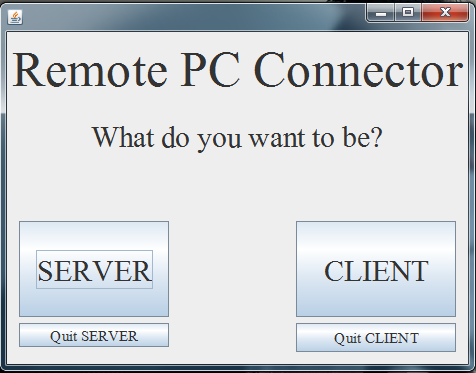 Remote PC Connector
What do you want to be?
SERVER
CLIENT
Quit SERVER
Quit CLIENT